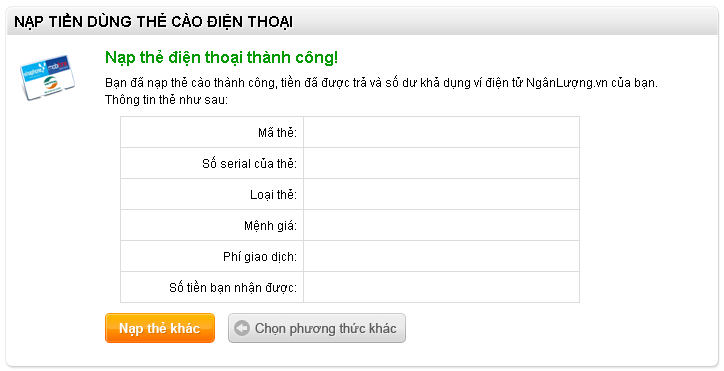 NẠP TIỀN DÙNG THẺ CÀO ĐIỆN THOẠI
Nạp thẻ điện thoại thành công!
Bạn đã nạp thẻ cào thành công, tiền đã được trả và số dư khả dụng ví điện tử NgânLượng.vn của bạn.
Thông tin thẻ như sau:
Mã thẻ:
Số serial của thẻ:
Loại thẻ:
Mệnh giá:
Phí giao dịch:
Số tiền bạn nhận được:
Nạp thẻ khác
Chọn phương thức khác